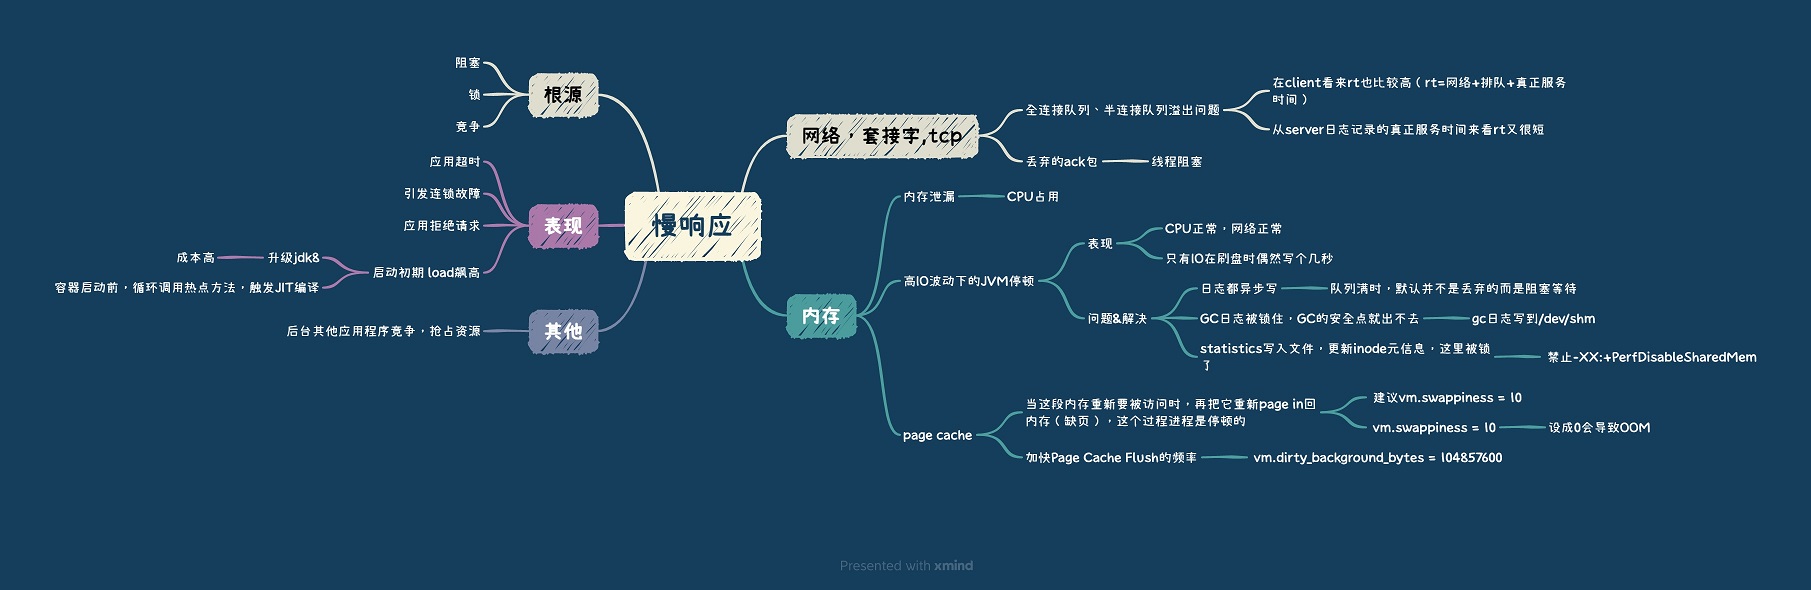 慢响应
根源
阻塞
锁
竞争
表现
应用超时
引发连锁故障
应用拒绝请求
启动初期 load飙高
升级jdk8
成本高
容器启动前，循环调用热点方法，触发JIT编译
其他
后台其他应用程序竞争，抢占资源
网络，套接字,tcp
全连接队列、半连接队列溢出问题
在client看来rt也比较高（rt=网络+排队+真正服务
时间）
从server日志记录的真正服务时间来看rt又很短
丢弃的ack包
线程阻塞
内存
内存泄漏
CPU占用
高IO波动下的JVM停顿
表现
CPU正常，网络正常
只有IO在刷盘时偶然写个几秒
问题&解决
日志都异步写
队列满时，默认并不是丢弃的而是阻塞等待
GC日志被锁住，GC的安全点就出不去
gc日志写到/dev/shm
statistics写入文件，更新inode元信息，这里被锁
了
禁止-XX:+PerfDisableSharedMem
page cache
当这段内存重新要被访问时，再把它重新page in回
内存（缺页），这个过程进程是停顿的
建议vm.swappiness = 10
vm.swappiness = 10
设成0会导致OOM
加快Page Cache Flush的频率
vm.dirty_background_bytes = 104857600
Presented with xmind